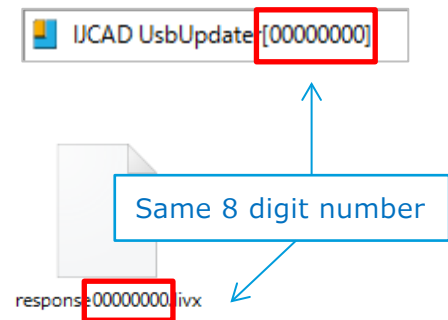 IJCAD UsbUpdater[00000000]
Same 8 digit number
response00000000.ivx